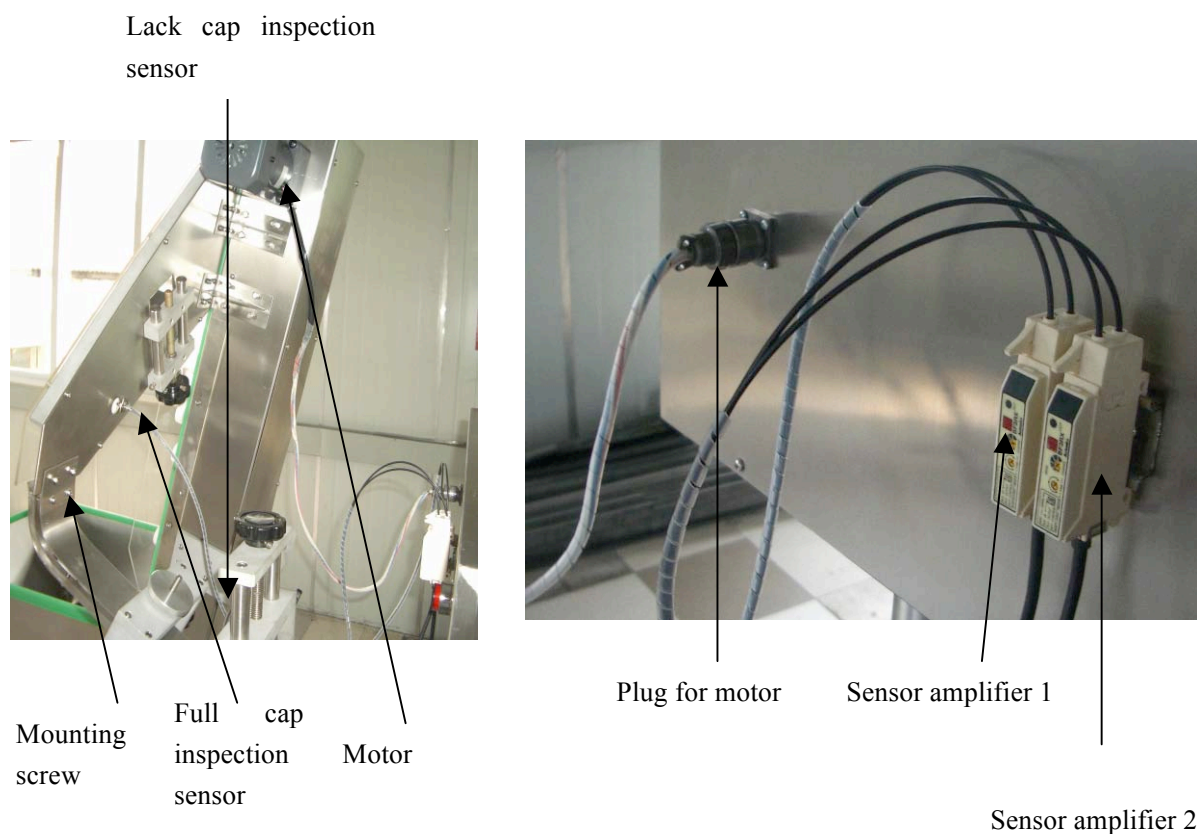 Lack cap inspection
sensor
Plug for motor
Sensor amplifier 1
Mounting
screw
Full cap
inspection
sensor
Motor
Sensor amplifier 2